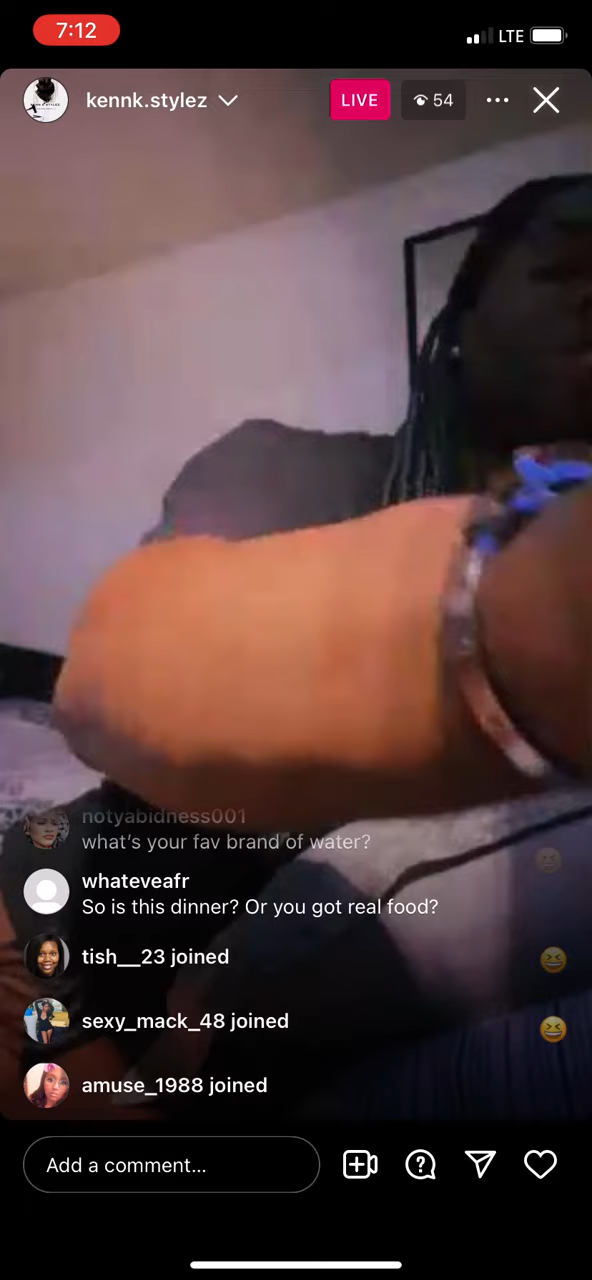 7:12
LTE
kennk.stylez
LIVE
54
notyabidness001
what's your fav brand of water?
whateveafr
So is this dinner? Or you got real food?
tish__23 joined
sexy_mack_48 joined
amuse_1988 joined
Add a comment...